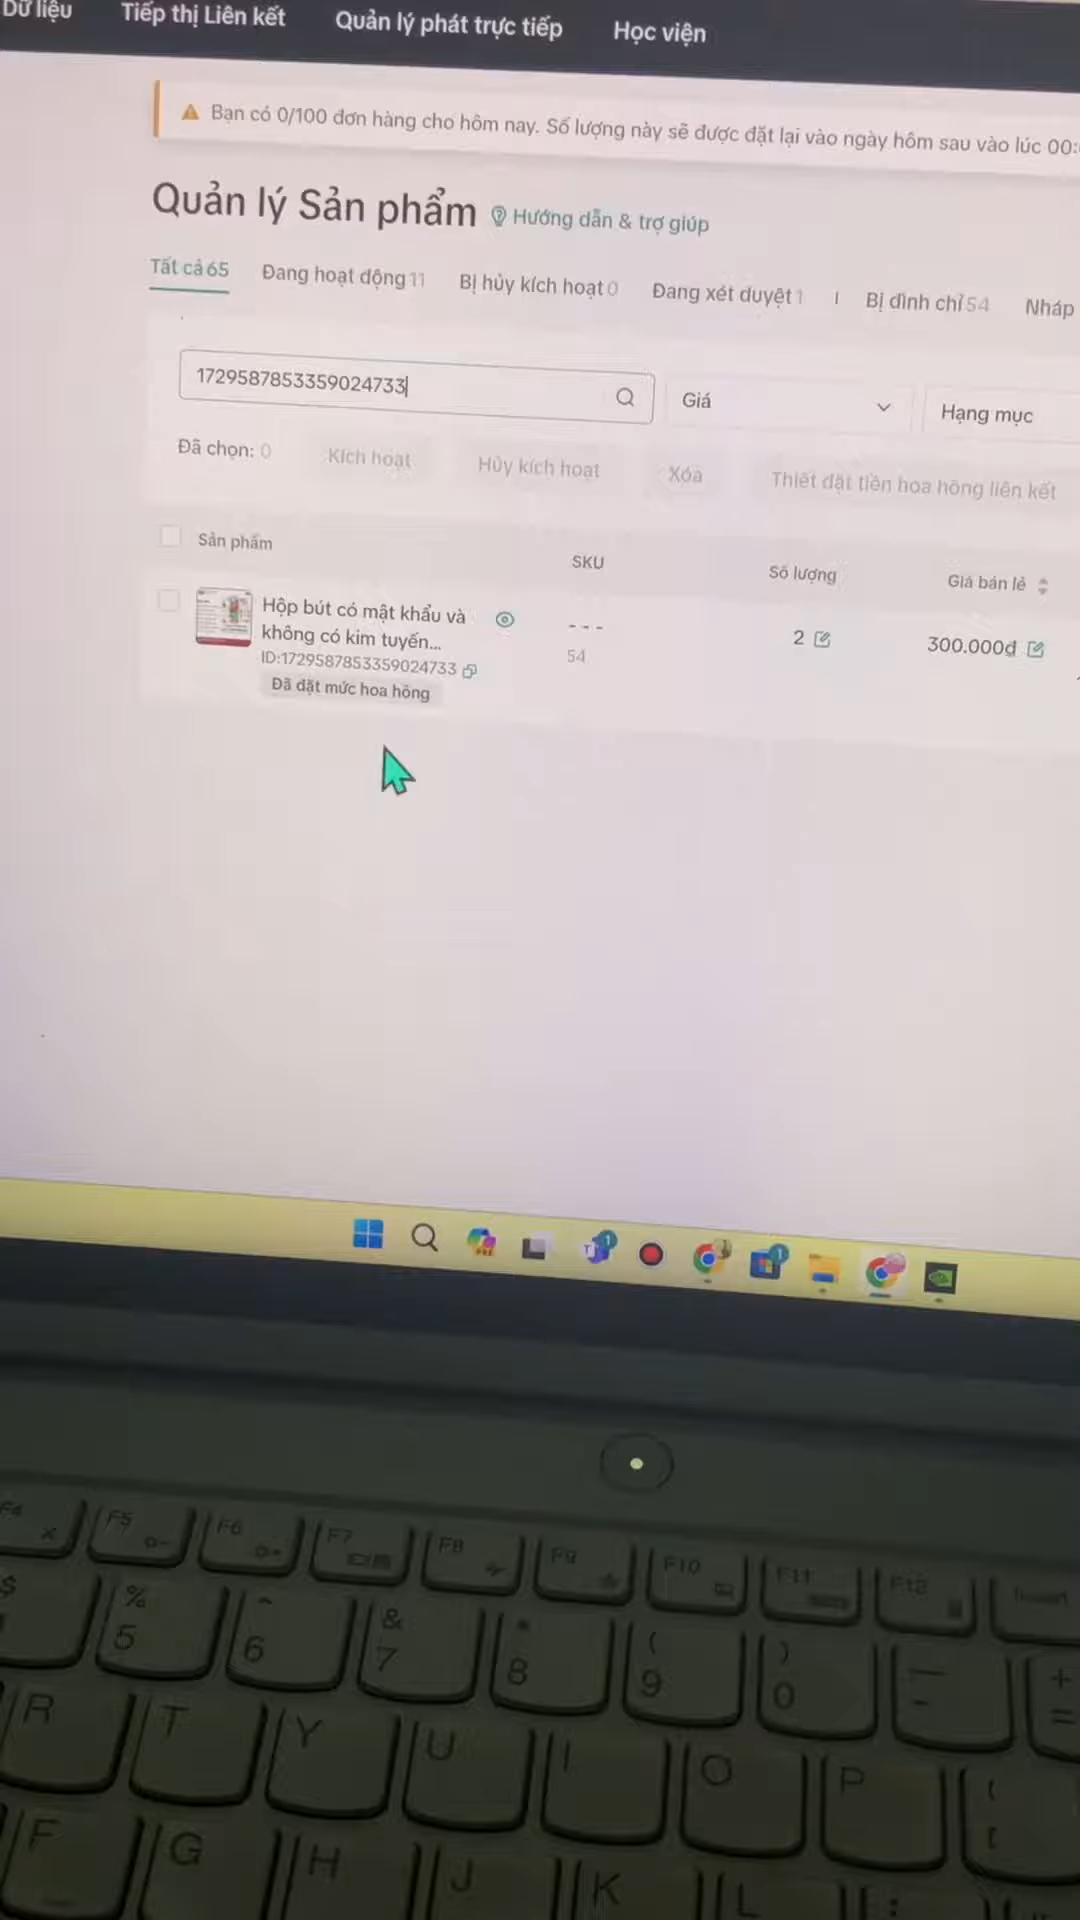 Dữ liệu Tiếp thị Liên kết Quản lý phát trực tiếp Học viện
Bạn có 0/100 đơn hàng cho hôm nay. Số lượng này sẽ được đặt lại vào ngày hôm sau vào lúc 00:
Quản lý Sản phẩm Hướng dẫn & trợ giúp
Tất cả 65 Đang hoạt động 11 Bị hủy kích hoạt 0 Đang xét duyệt 1 Bị đình chỉ 54 Nháp
1729587853359024733 Giá Hạng mục
Đã chọn: 0 Kích hoạt Hủy kích hoạt Xóa Thiết đặt tiền hoa hồng liên kết
Sản phẩm SKU Số lượng Giá bán lẻ
Hộp bút có mật khẩu và
không có kim tuyến...
--- 2 300.000đ
ID:1729587853359024733 54
Đã đặt mức hoa hồng
1 1
F4 F5 F6 F7 F8 F9 F10 F11 F12 Insert
$ % ^ & * ( ) — +
5 6 7 8 9 0 - =
R T Y U I O P { [
F G H J K L : ;